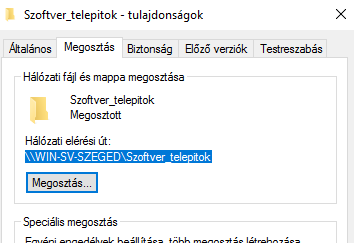 Szoftver_telepitok - tulajdonságok
Általános Megosztás Biztonság Előző verziók Testreszabás
Hálózati fájl és mappa megosztása
Szoftver_telepitok
Megosztott
Hálózati elérési út:
\\WIN-SV-SZEGED\Szoftver_telepitok
Megosztás...
Speciális megosztás
Egyéni engedélyek beállítása, több megosztás létrehozása